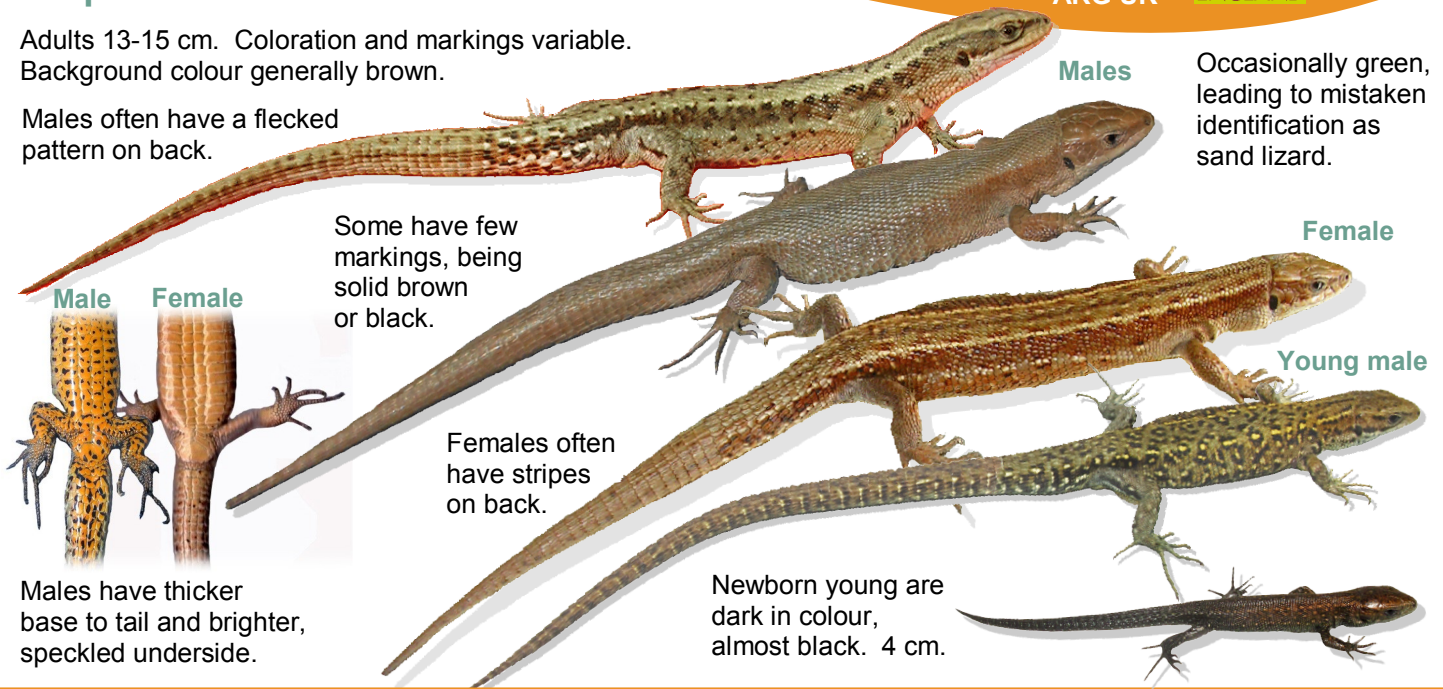 ARG UK
Adults 13-15 cm. Coloration and markings variable.
Background colour generally brown.
Males often have a flecked
pattern on back.
Males
Occasionally green,
leading to mistaken
identification as
sand lizard.
Some have few
markings, being
solid brown
or black.
Female
Male Female
Young male
Females often
have stripes
on back.
Males have thicker
base to tail and brighter,
speckled underside.
Newborn young are
dark in colour,
almost black. 4 cm.